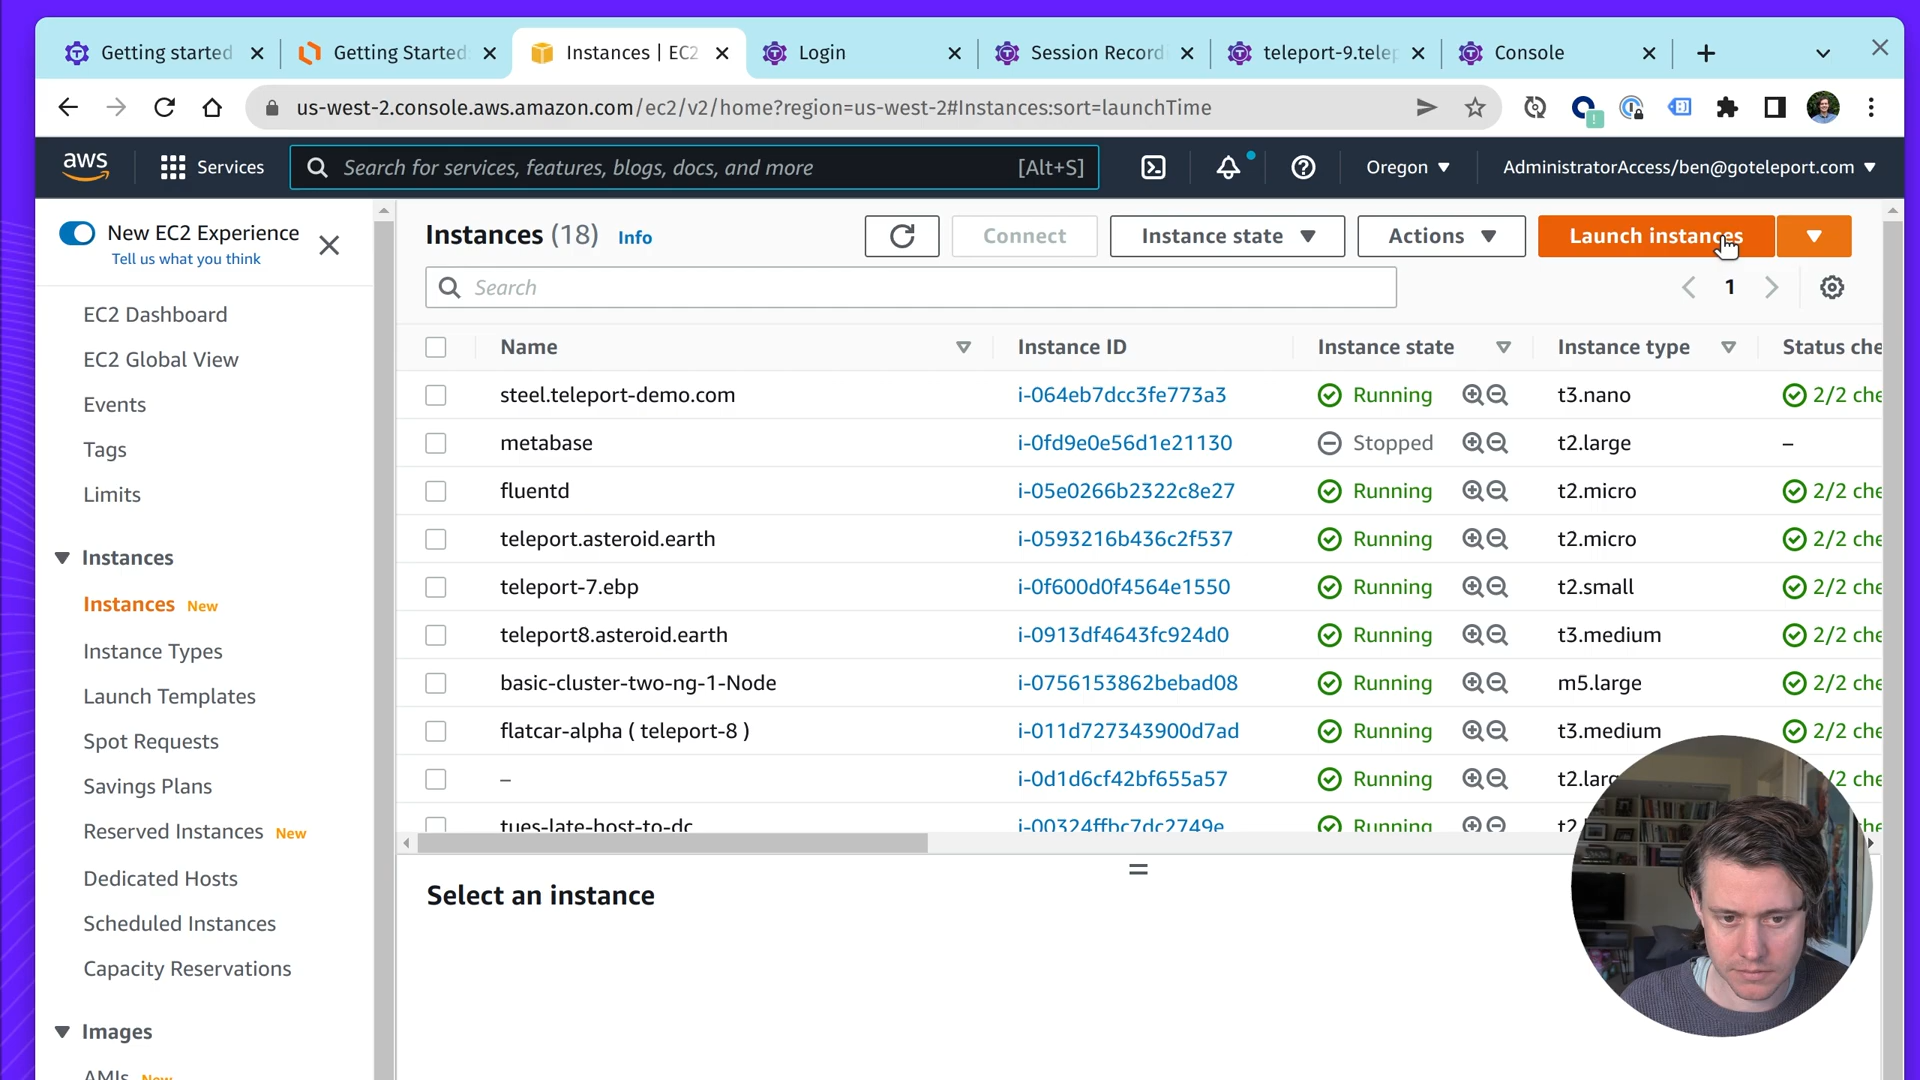 Getting started
Getting Started:
Instances | EC2
Login
Session Record
teleport-9.telep
Console
us-west-2.console.aws.amazon.com/ec2/v2/home?region=us-west-2#Instances:sort=launchTime
aws
Services
Search for services, features, blogs, docs, and more
[Alt+S]
Oregon
AdministratorAccess/ben@goteleport.com
New EC2 Experience
Tell us what you think
EC2 Dashboard
EC2 Global View
Events
Tags
Limits
Instances
Instances New
Instance Types
Launch Templates
Spot Requests
Savings Plans
Reserved Instances New
Dedicated Hosts
Scheduled Instances
Capacity Reservations
Images
AMIs New
Instances (18) Info
Connect
Instance state
Actions
Launch instances
Search
1
Name Instance ID Instance state Instance type Status che
steel.teleport-demo.com i-064eb7dcc3fe773a3 Running t3.nano 2/2 che
metabase i-0fd9e0e56d1e21130 Stopped t2.large –
fluentd i-05e0266b2322c8e27 Running t2.micro 2/2 che
teleport.asteroid.earth i-0593216b436c2f537 Running t2.micro 2/2 che
teleport-7.ebp i-0f600d0f4564e1550 Running t2.small 2/2 che
teleport8.asteroid.earth i-0913df4643fc924d0 Running t3.medium 2/2 che
basic-cluster-two-ng-1-Node i-0756153862bebad08 Running m5.large 2/2 che
flatcar-alpha ( teleport-8 ) i-011d727343900d7ad Running t3.medium 2/2 che
– i-0d1d6cf42bf655a57 Running t2.larg /2 che
tues-late-host-to-dc i-00324ffbc7dc2749e Running t2. he
Select an instance